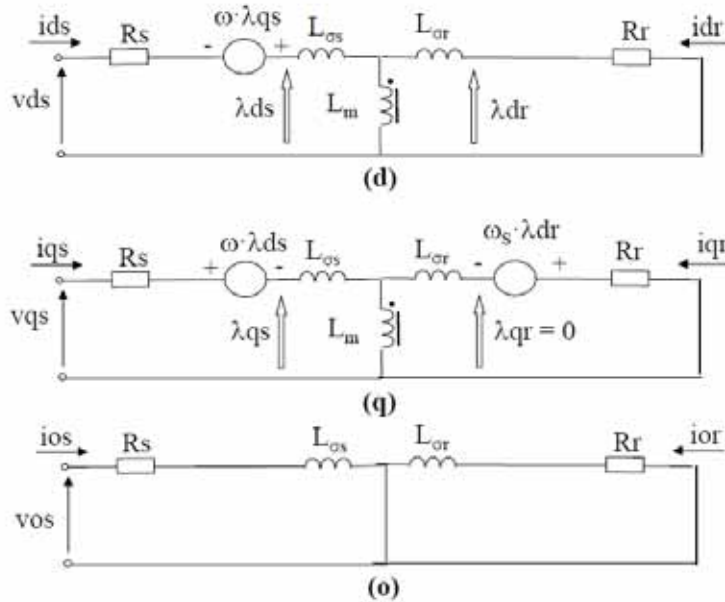 ids Rs - ω·λqs + Lσs Lσr Rr idr
vds λds Lm λdr
(d)
iqs Rs + ω·λds - Lσs Lσr - ωs·λdr + Rr iqr
vqs λqs Lm λqr = 0
(q)
ios Rs Lσs Lσr Rr ior
vos
(o)